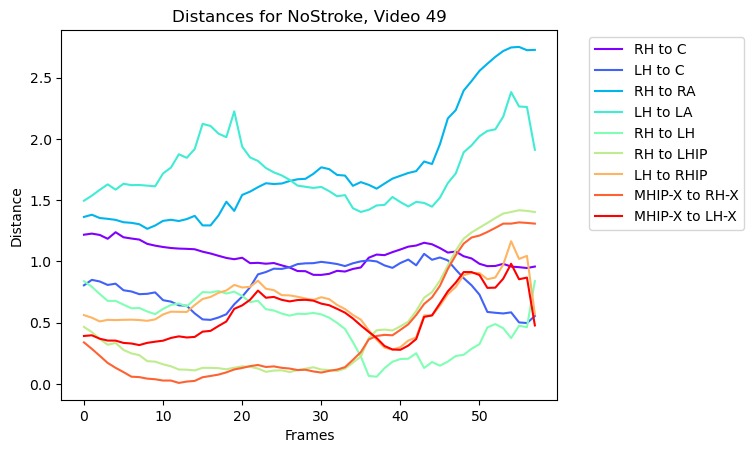 Distances for NoStroke, Video 49
Distance
2.5
2.0
1.5
1.0
0.5
0.0
0 10 20 30 40 50
Frames
RH to C
LH to C
RH to RA
LH to LA
RH to LH
RH to LHIP
LH to RHIP
MHIP-X to RH-X
MHIP-X to LH-X